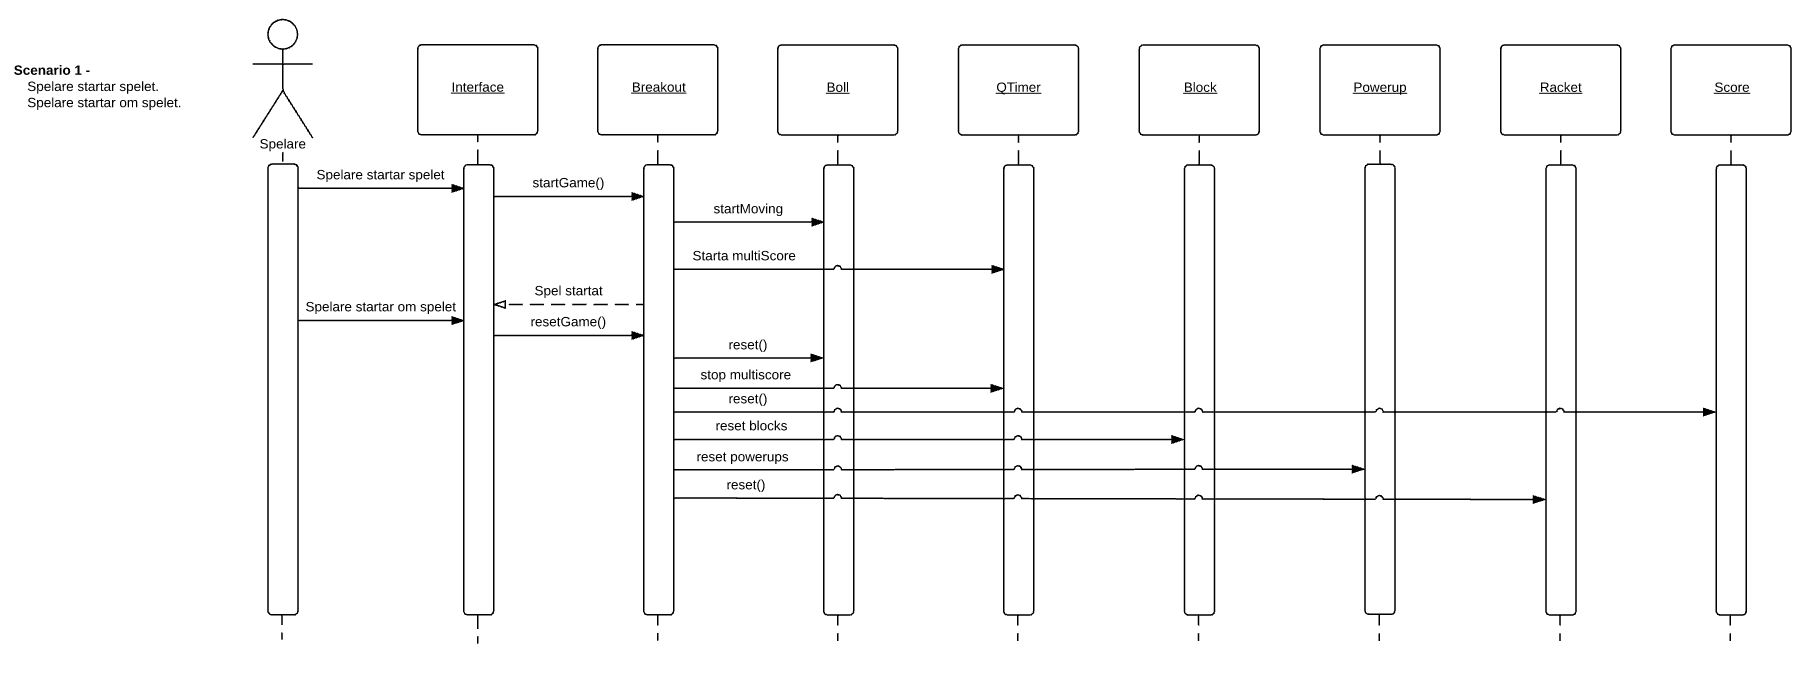 Scenario 1 -
Spelare startar spelet.
Spelare startar om spelet.
Spelare
Interface
Breakout
Boll
QTimer
Block
Powerup
Racket
Score
Spelare startar spelet
startGame()
startMoving
Starta multiScore
Spel startat
Spelare startar om spelet
resetGame()
reset()
stop multiscore
reset()
reset blocks
reset powerups
reset()